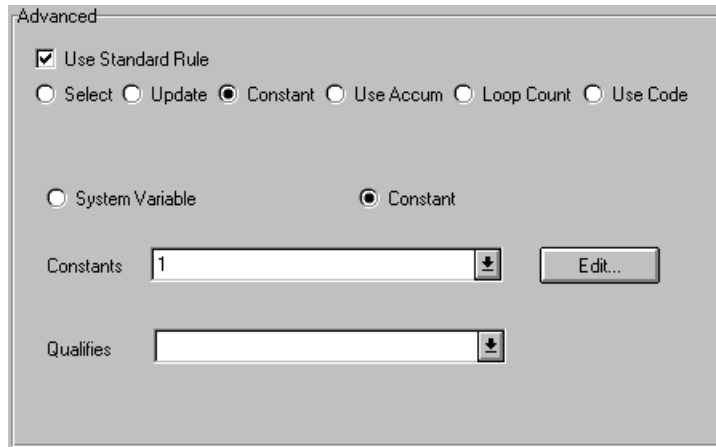 Advanced
Use Standard Rule
Select Update Constant Use Accum Loop Count Use Code
System Variable Constant
Constants 1 Edit...
Qualifies